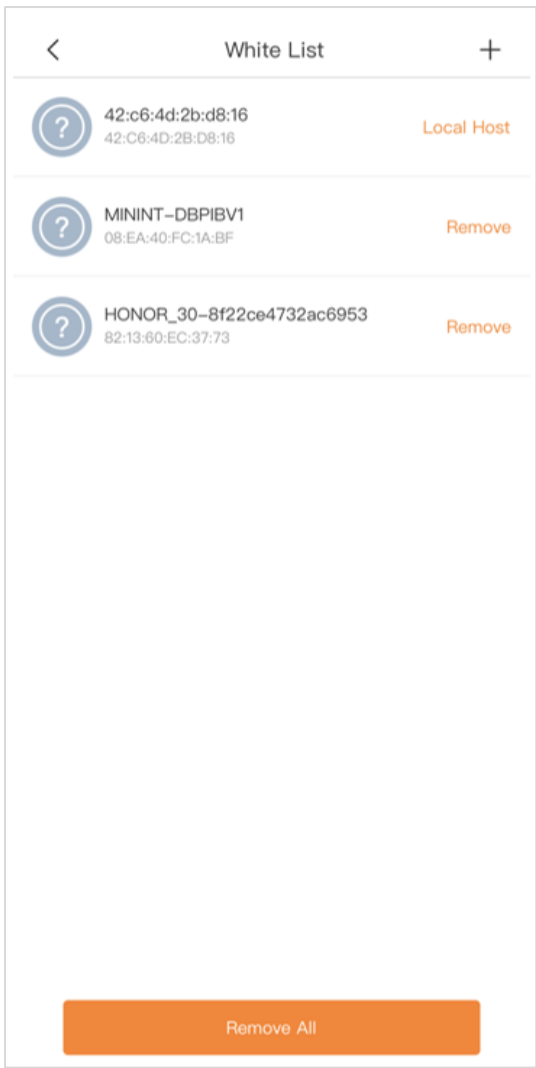 White List
42:c6:4d:2b:d8:16
42:C6:4D:2B:D8:16
Local Host
MININT-DBPIBV1
08:EA:40:FC:1A:BF
Remove
HONOR_30-8f22ce4732ac6953
82:13:60:EC:37:73
Remove
Remove All